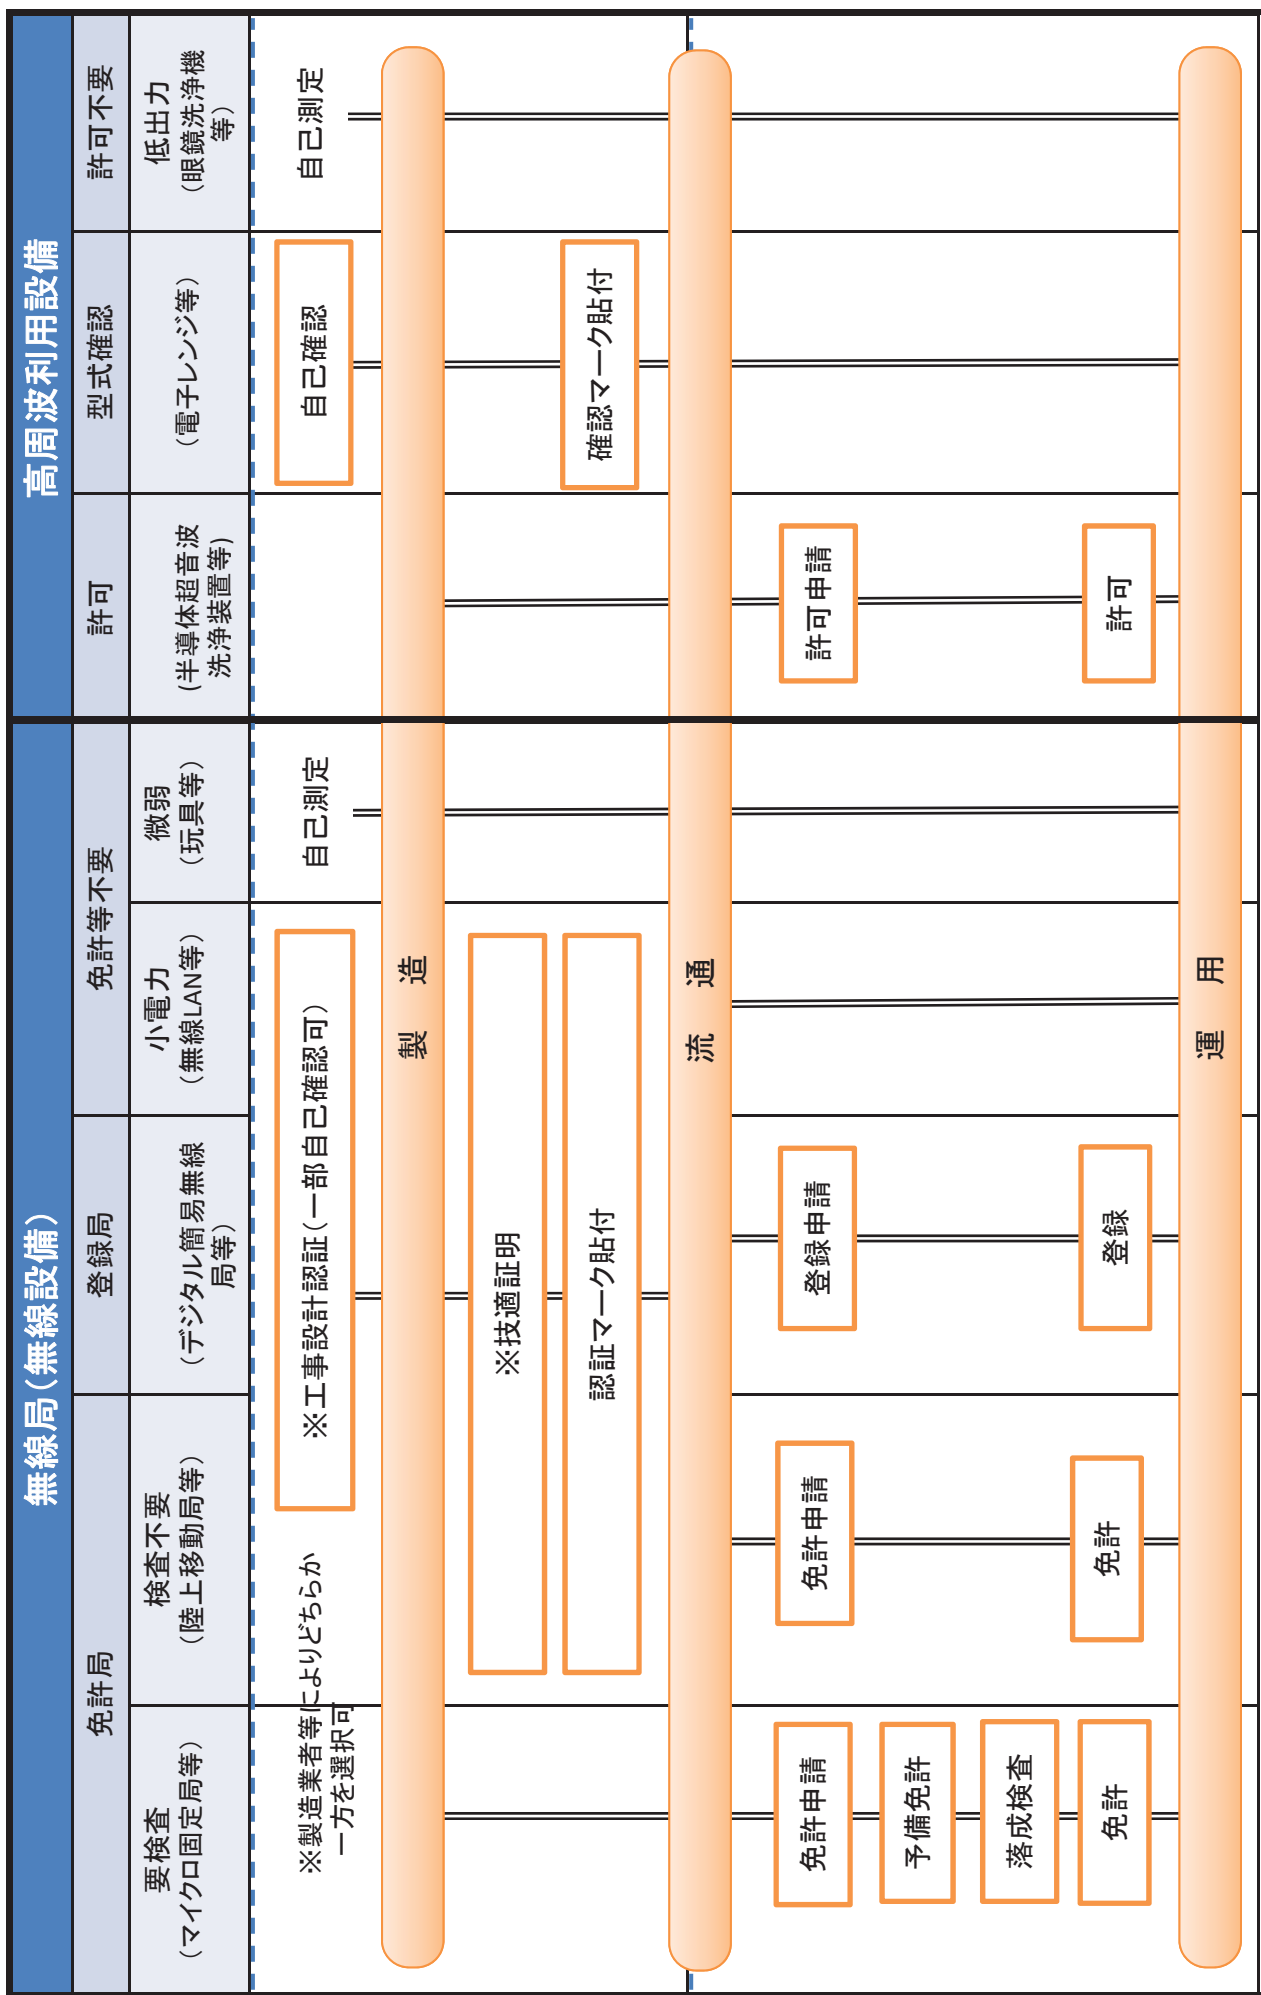 無線局（無線設備）
高周波利用設備
免許局
登録局
免許等不要
許可
型式確認
許可不要
要検査
（マイクロ固定局等）
検査不要
（陸上移動局等）
（デジタル簡易無線
局等）
小電力
（無線LAN等）
微弱
（玩具等）
(半導体超音波
洗浄装置等)
（電子レンジ等）
低出力
（眼鏡洗浄機
等）
※製造業者等によりどちらか
一方を選択可
※工事設計認証（一部自己確認可）
自己測定
自己確認
自己測定
製造
※技適証明
認証マーク貼付
確認マーク貼付
流通
免許申請
免許申請
登録申請
許可申請
予備免許
落成検査
免許
免許
登録
許可
運用